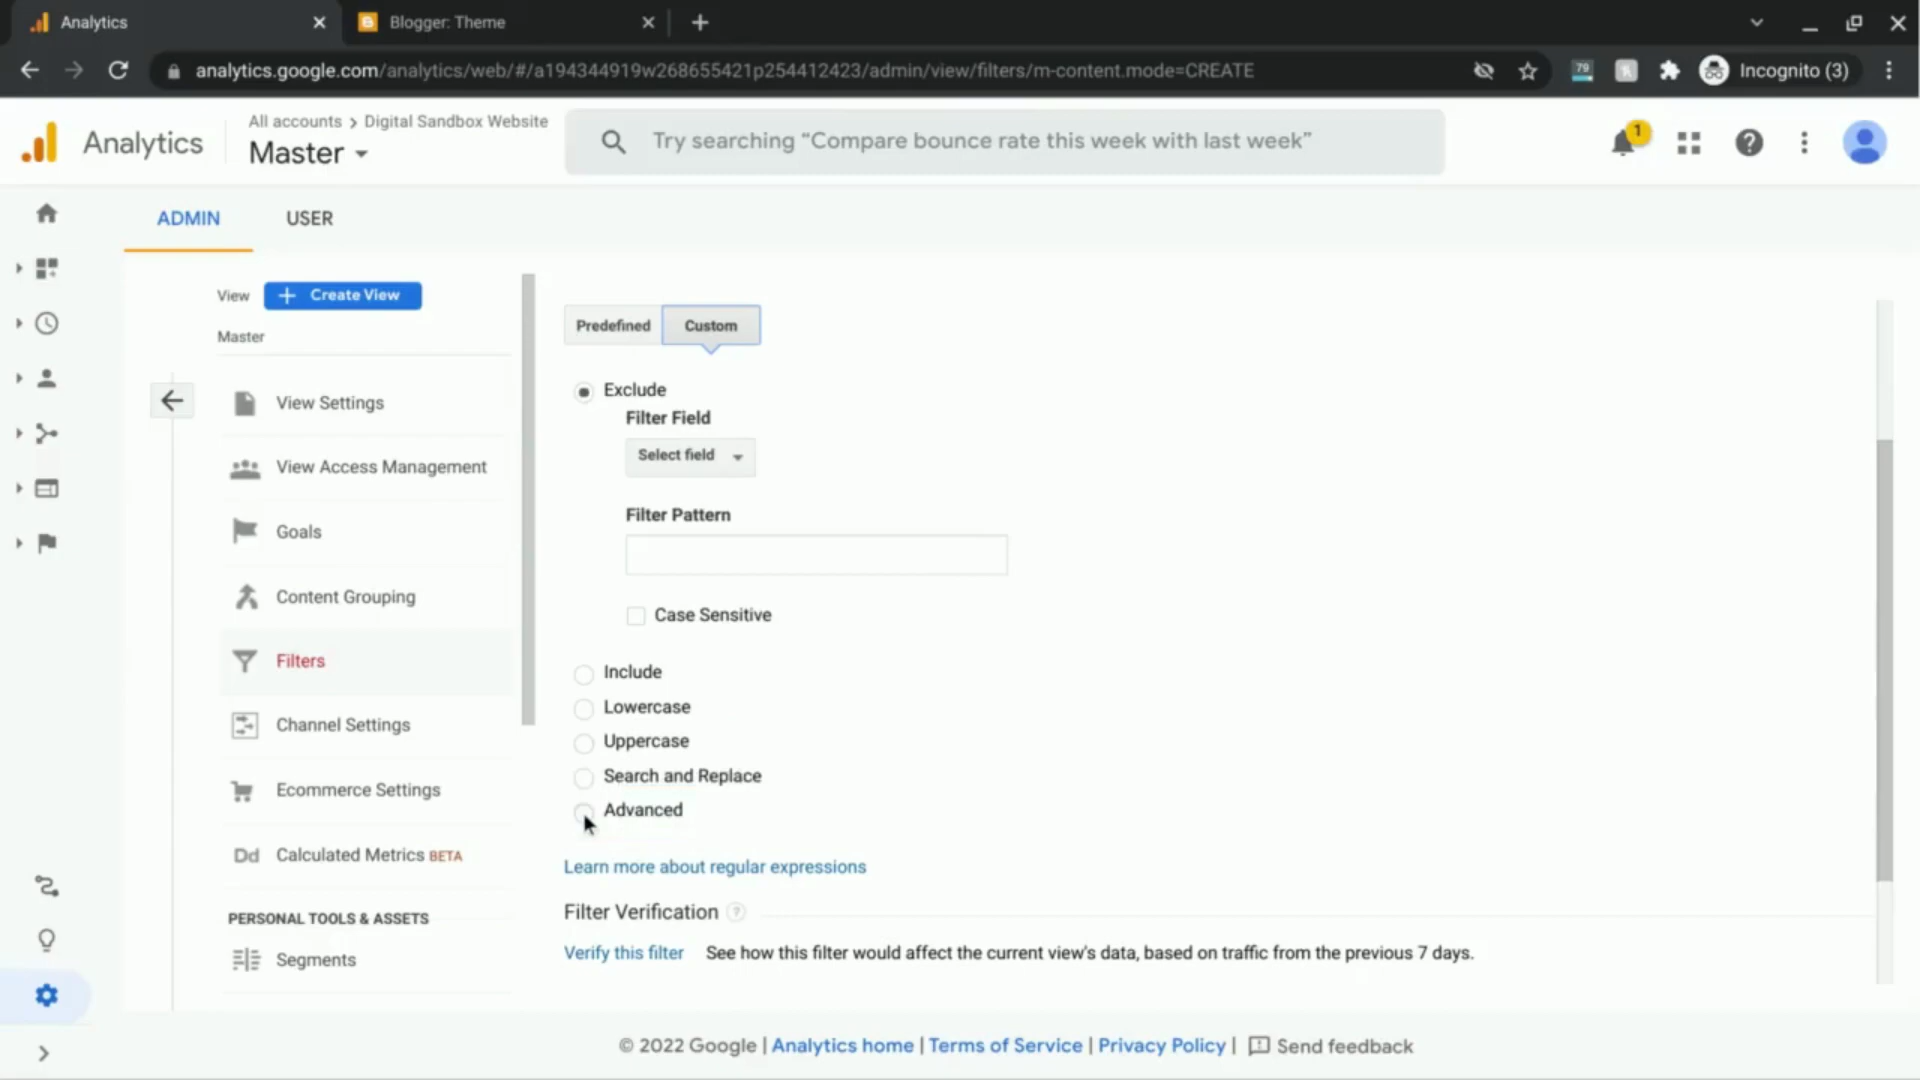 Analytics
Blogger: Theme
analytics.google.com/analytics/web/#/a194344919w268655421p254412423/admin/view/filters/m-content.mode=CREATE
79
Incognito (3)
Analytics
All accounts > Digital Sandbox Website
Master
Try searching “Compare bounce rate this week with last week”
1
ADMIN
USER
View
+ Create View
Master
View Settings
View Access Management
Goals
Content Grouping
Filters
Channel Settings
Ecommerce Settings
Dd Calculated Metrics BETA
PERSONAL TOOLS & ASSETS
Segments
Predefined
Custom
Exclude
Filter Field
Select field
Filter Pattern
Case Sensitive
Include
Lowercase
Uppercase
Search and Replace
Advanced
Learn more about regular expressions
Filter Verification ?
Verify this filter See how this filter would affect the current view's data, based on traffic from the previous 7 days.
© 2022 Google | Analytics home | Terms of Service | Privacy Policy | Send feedback